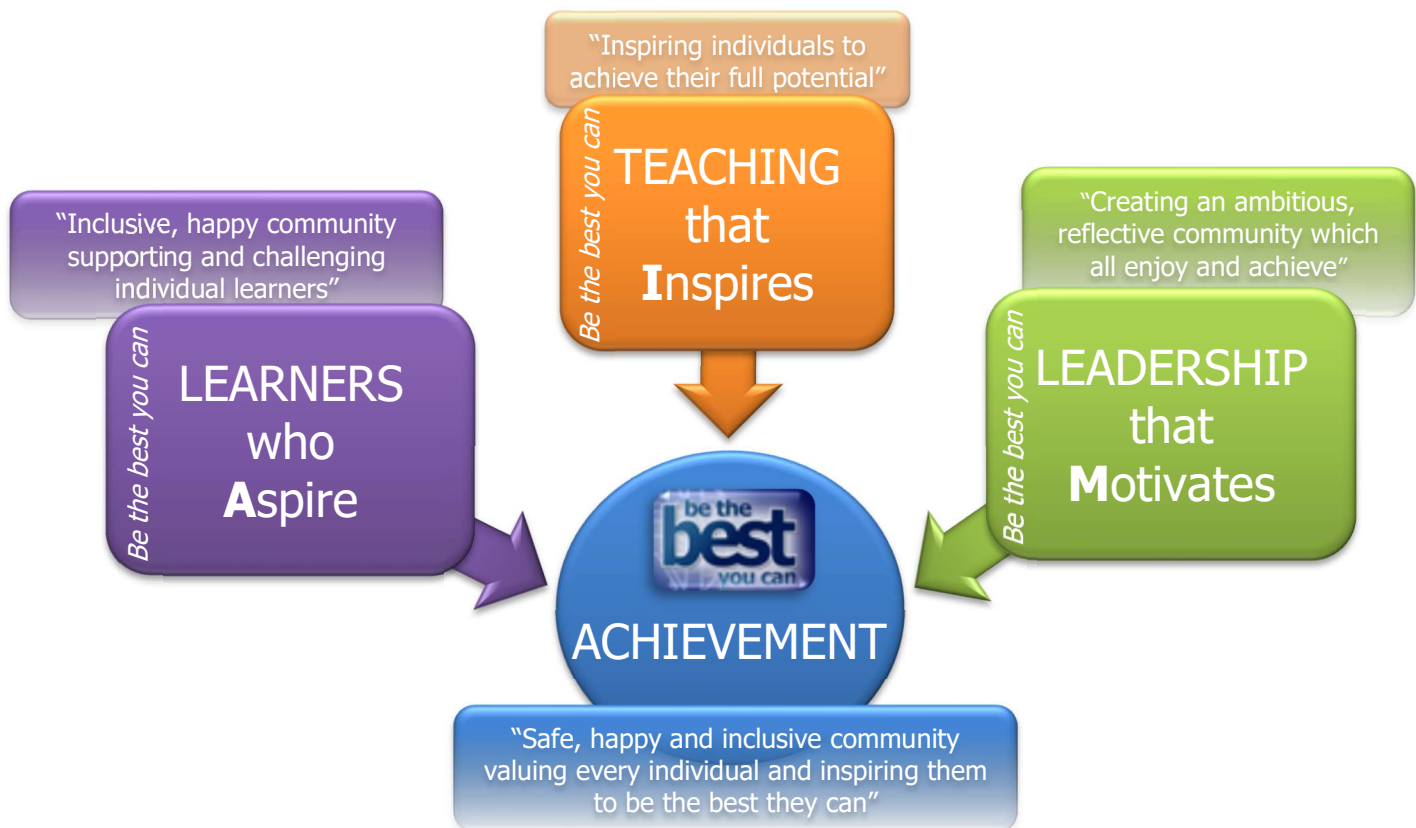 “Inspiring individuals to
achieve their full potential”
Be the best you can
TEACHING
that
Inspires
“Inclusive, happy community
supporting and challenging
individual learners”
Be the best you can
LEARNERS
who
Aspire
“Creating an ambitious,
reflective community which
all enjoy and achieve”
Be the best you can
LEADERSHIP
that
Motivates
be the
best
you can
ACHIEVEMENT
“Safe, happy and inclusive community
valuing every individual and inspiring them
to be the best they can”